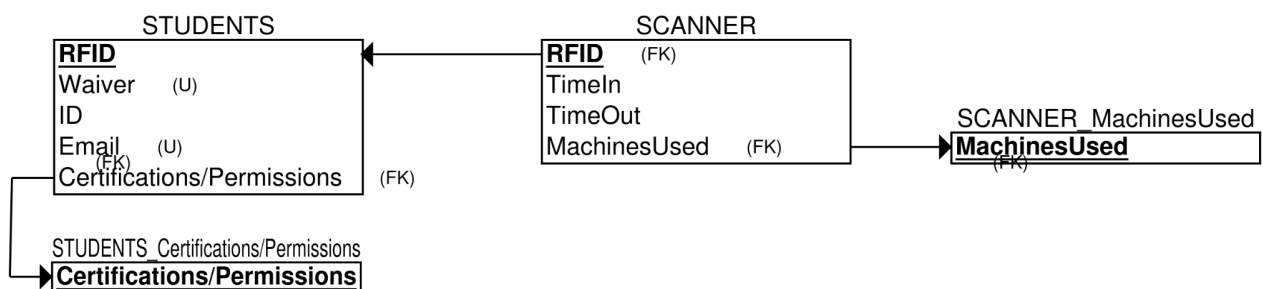 STUDENTS
RFID
Waiver (U)
ID
Email (U)
(FK)
Certifications/Permissions (FK)
STUDENTS_Certifications/Permissions
Certifications/Permissions
SCANNER
RFID (FK)
TimeIn
TimeOut
MachinesUsed (FK)
SCANNER_MachinesUsed
MachinesUsed
(FK)